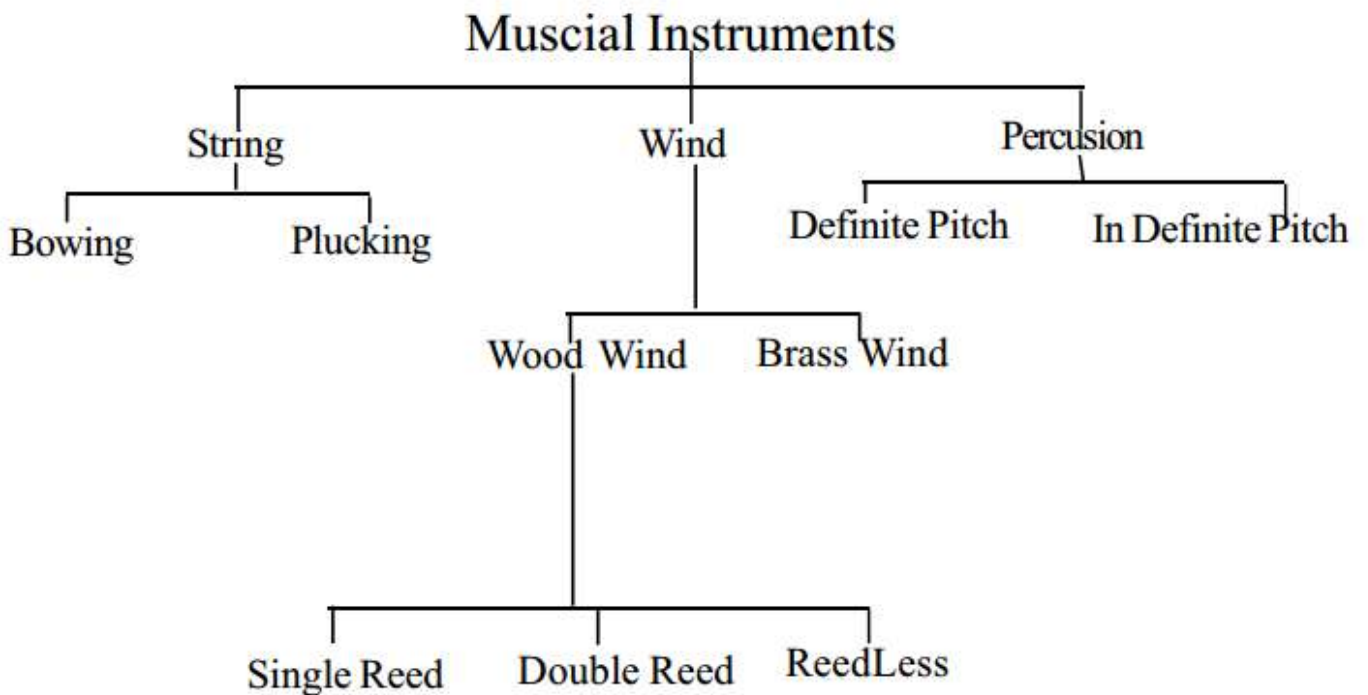 Muscial Instruments
String
Wind
Percusion
Bowing
Plucking
Definite Pitch
In Definite Pitch
Wood Wind
Brass Wind
Single Reed
Double Reed
ReedLess